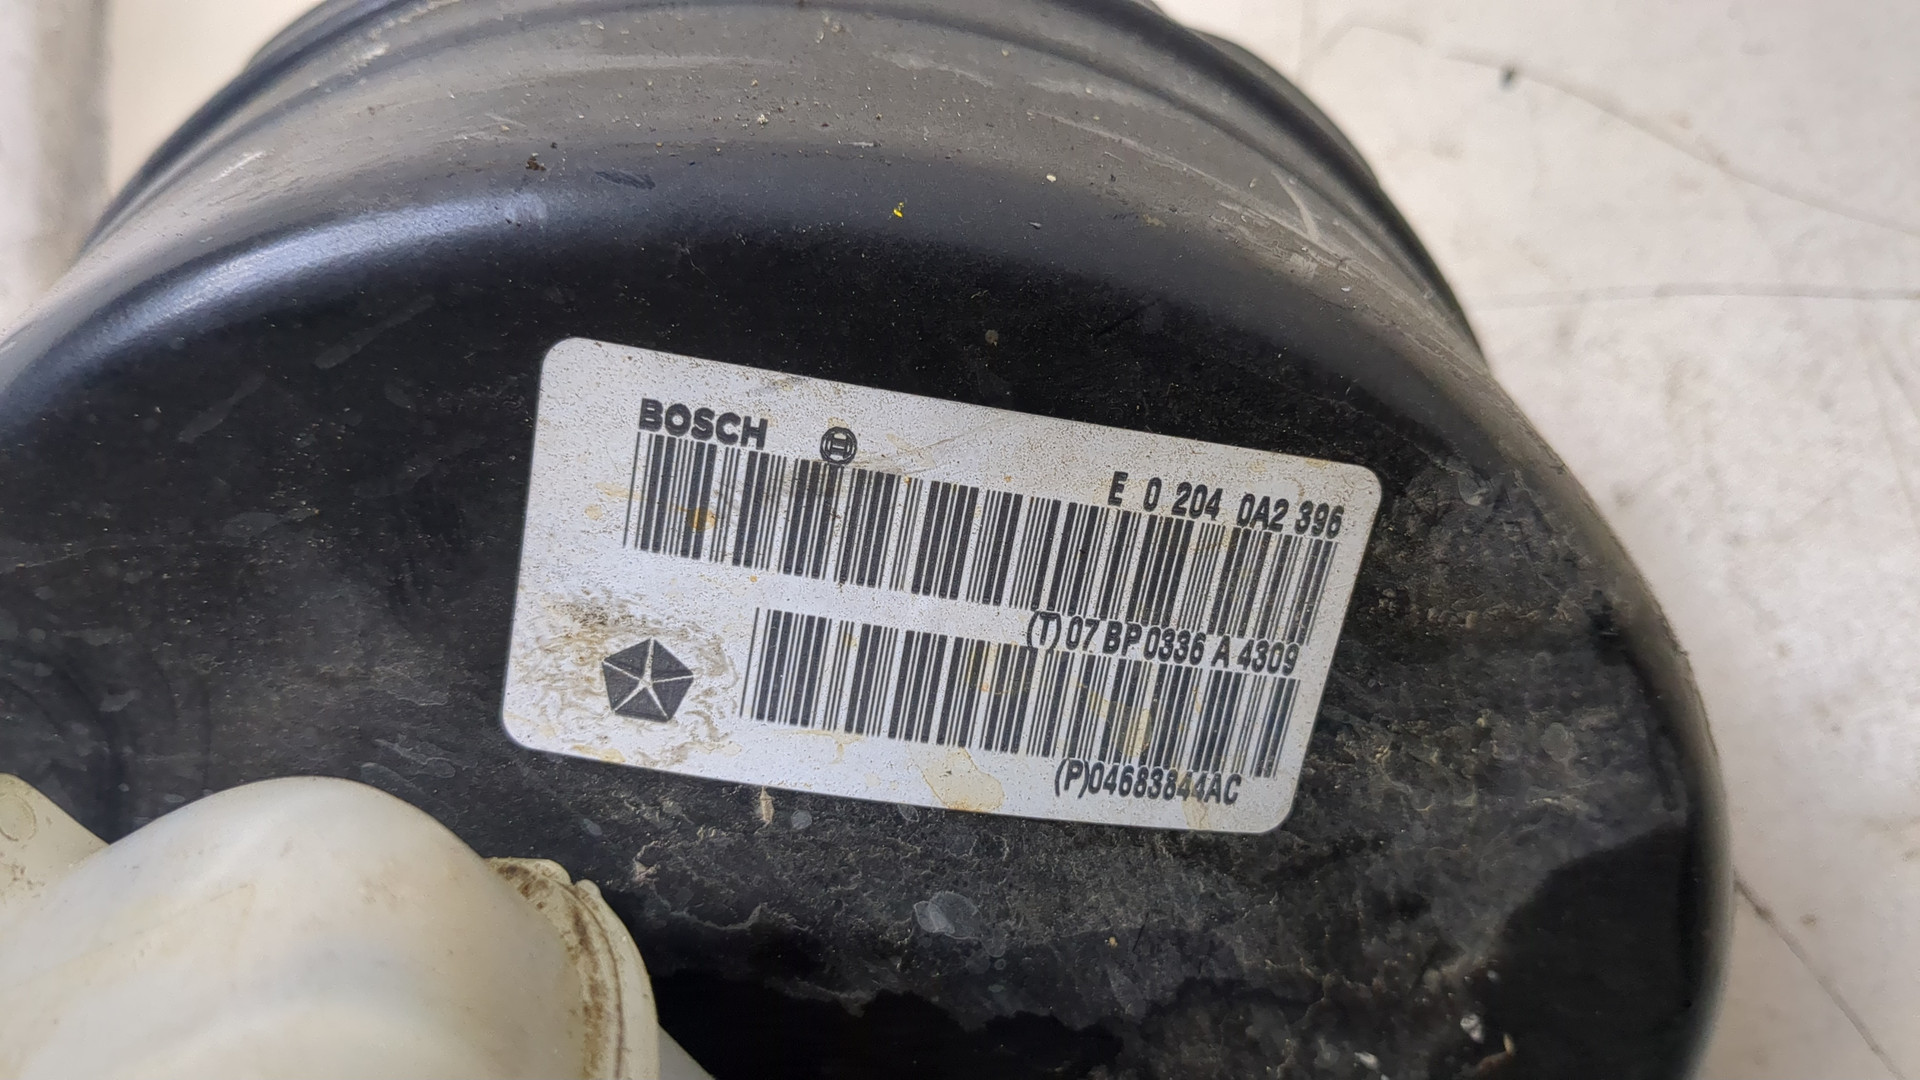 BOSCH
E 0 204 0A2 396
(T) 07 BP 0336 A 4309
(P)04683844AC